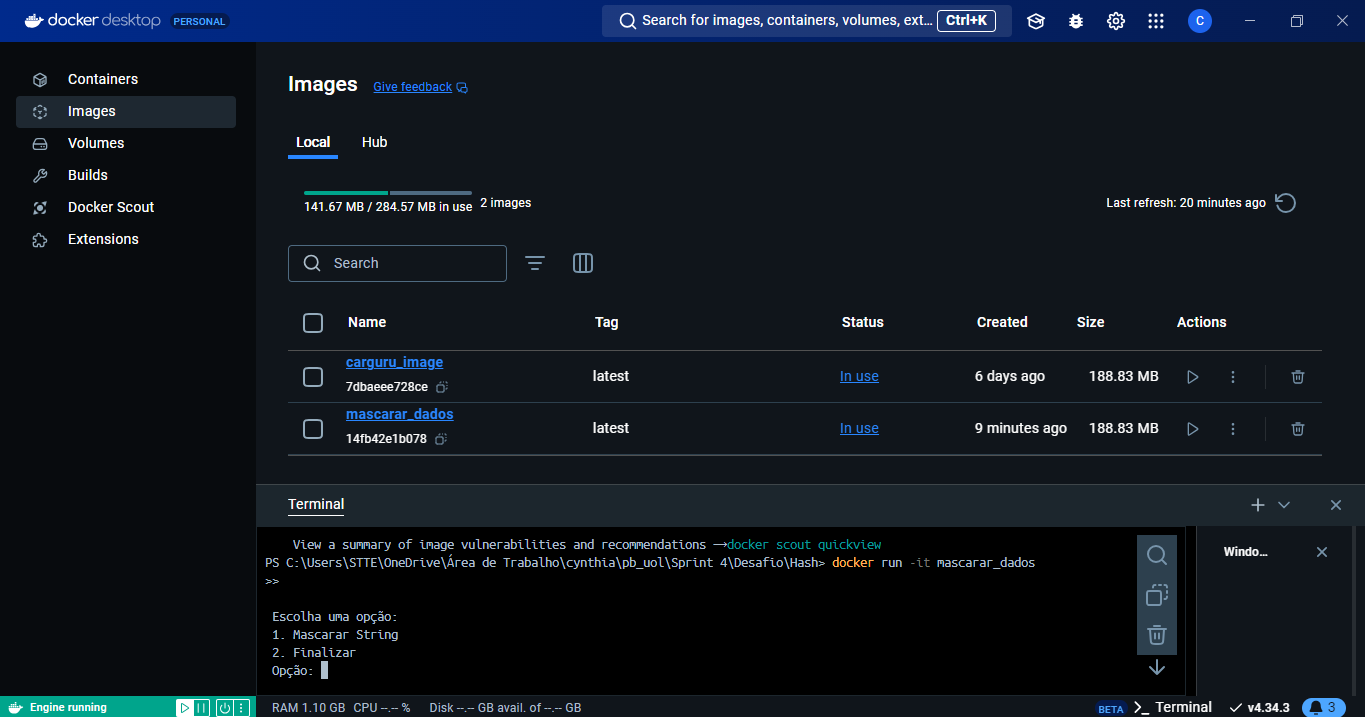 docker desktop PERSONAL
Search for images, containers, volumes, ext... Ctrl+K
C
Containers
Images
Volumes
Builds
Docker Scout
Extensions
Images Give feedback
Local Hub
141.67 MB / 284.57 MB in use 2 images
Last refresh: 20 minutes ago
Search
Name Tag Status Created Size Actions
carguru_image
7dbaeee728ce
latest In use 6 days ago 188.83 MB
mascarar_dados
14fb42e1b078
latest In use 9 minutes ago 188.83 MB
Terminal
View a summary of image vulnerabilities and recommendations → docker scout quickview
PS C:\Users\STTE\OneDrive\Área de Trabalho\cynthia\pb_uol\Sprint 4\Desafio\Hash> docker run -it mascarar_dados
>>
Escolha uma opção:
1. Mascarar String
2. Finalizar
Opção:
Windo...
Engine running
RAM 1.10 GB CPU --.-- % Disk --.-- GB avail. of --.-- GB
BETA >_ Terminal v4.34.3 3